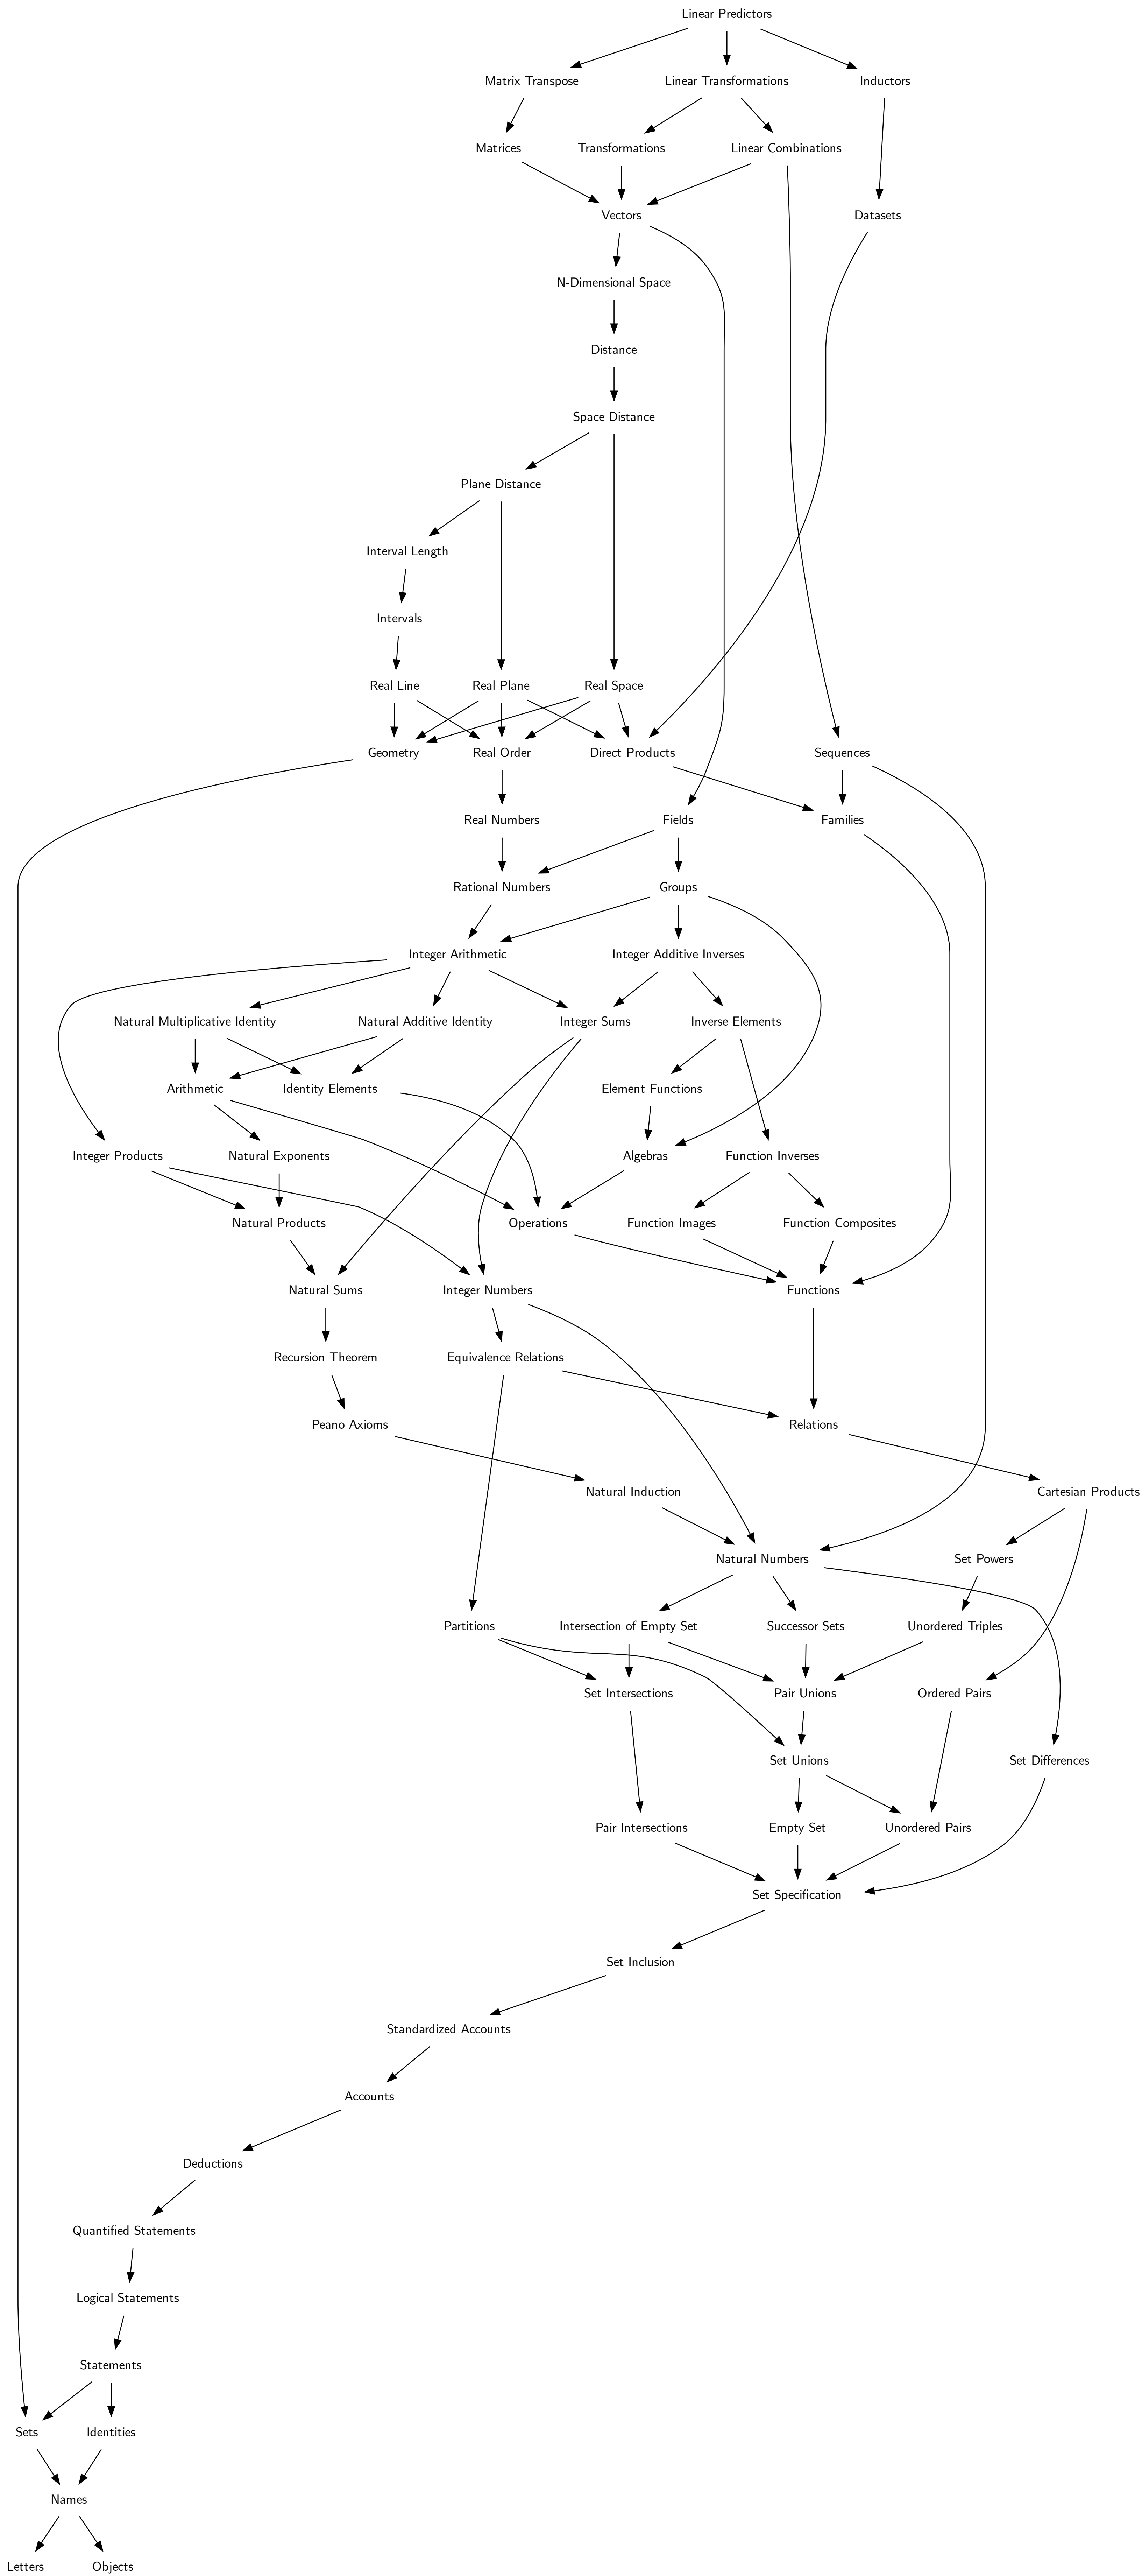 Linear Predictors
Matrix Transpose
Linear Transformations
Inductors
Matrices
Transformations
Linear Combinations
Vectors
Datasets
N-Dimensional Space
Distance
Space Distance
Plane Distance
Interval Length
Intervals
Real Line
Real Plane
Real Space
Geometry
Real Order
Direct Products
Sequences
Real Numbers
Fields
Families
Rational Numbers
Groups
Integer Arithmetic
Integer Additive Inverses
Natural Multiplicative Identity
Natural Additive Identity
Integer Sums
Inverse Elements
Arithmetic
Identity Elements
Element Functions
Integer Products
Natural Exponents
Algebras
Function Inverses
Natural Products
Operations
Function Images
Function Composites
Natural Sums
Integer Numbers
Functions
Recursion Theorem
Equivalence Relations
Peano Axioms
Relations
Natural Induction
Cartesian Products
Natural Numbers
Set Powers
Partitions
Intersection of Empty Set
Successor Sets
Unordered Triples
Set Intersections
Pair Unions
Ordered Pairs
Set Unions
Set Differences
Pair Intersections
Empty Set
Unordered Pairs
Set Specification
Set Inclusion
Standardized Accounts
Accounts
Deductions
Quantified Statements
Logical Statements
Statements
Sets
Identities
Names
Letters
Objects